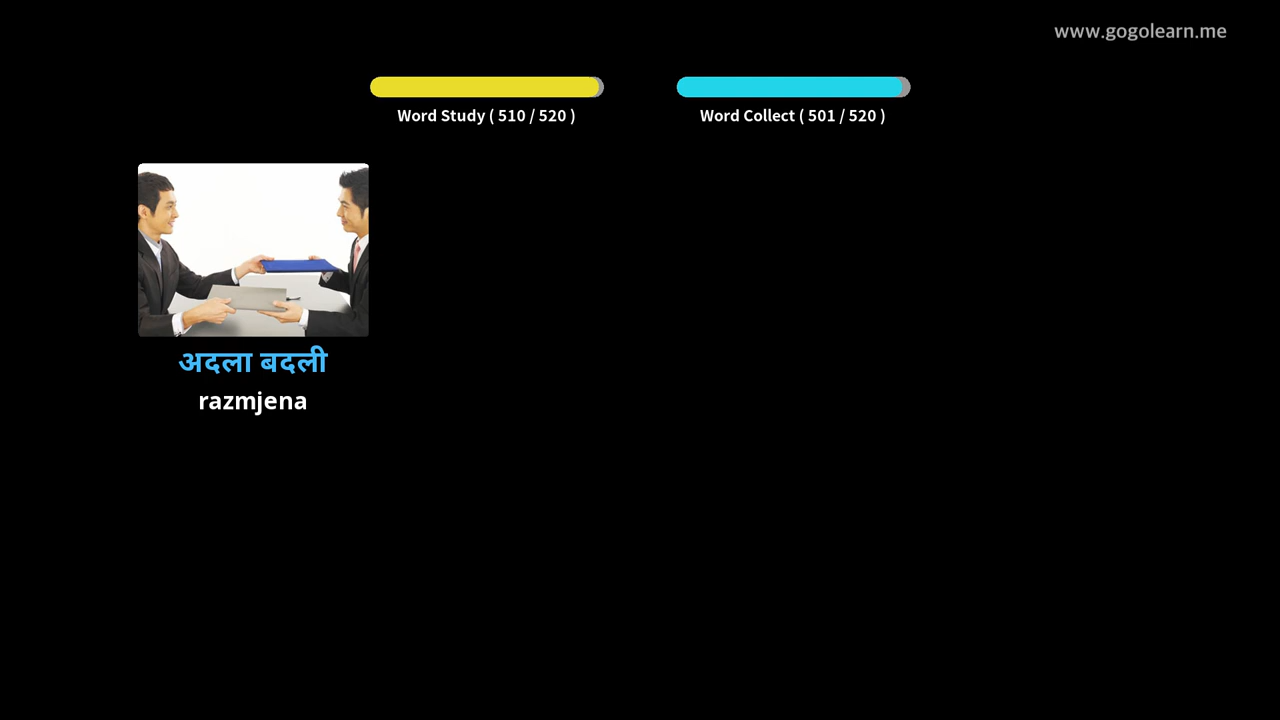 www.gogolearn.me
Word Study ( 510 / 520 )
Word Collect ( 501 / 520 )
अदला बदली
razmjena